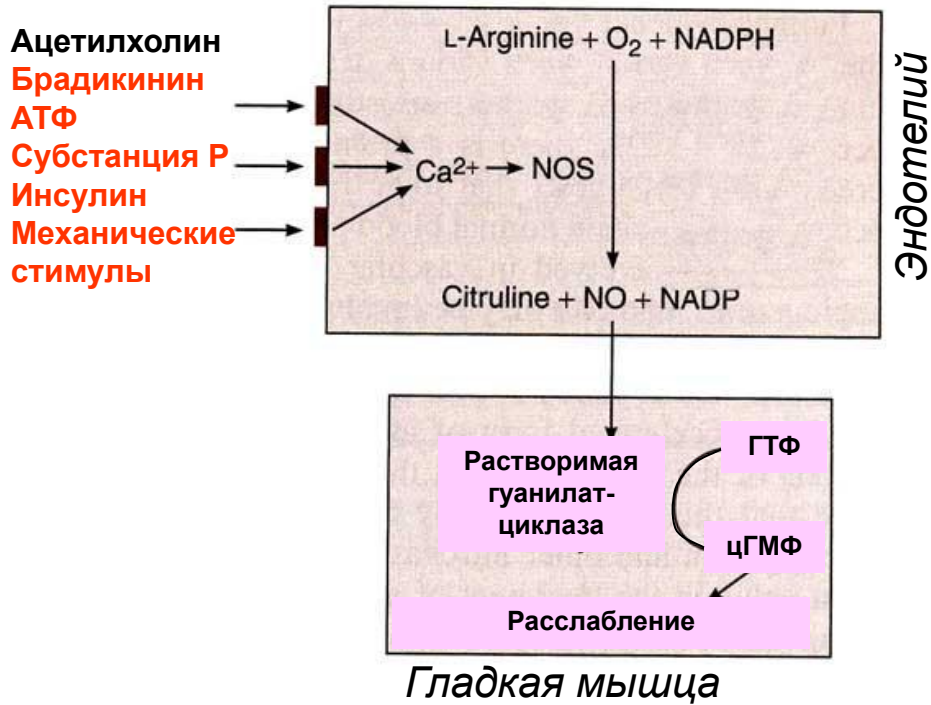 Ацетилхолин
Брадикинин
АТФ
Субстанция P
Инсулин
Механические
стимулы
L-Arginine + O₂ + NADPH
Ca²⁺ → NOS
Citruline + NO + NADP
Эндотелий
Растворимая
гуанилат-
циклаза
ГТФ
цГМФ
Расслабление
Гладкая мышца